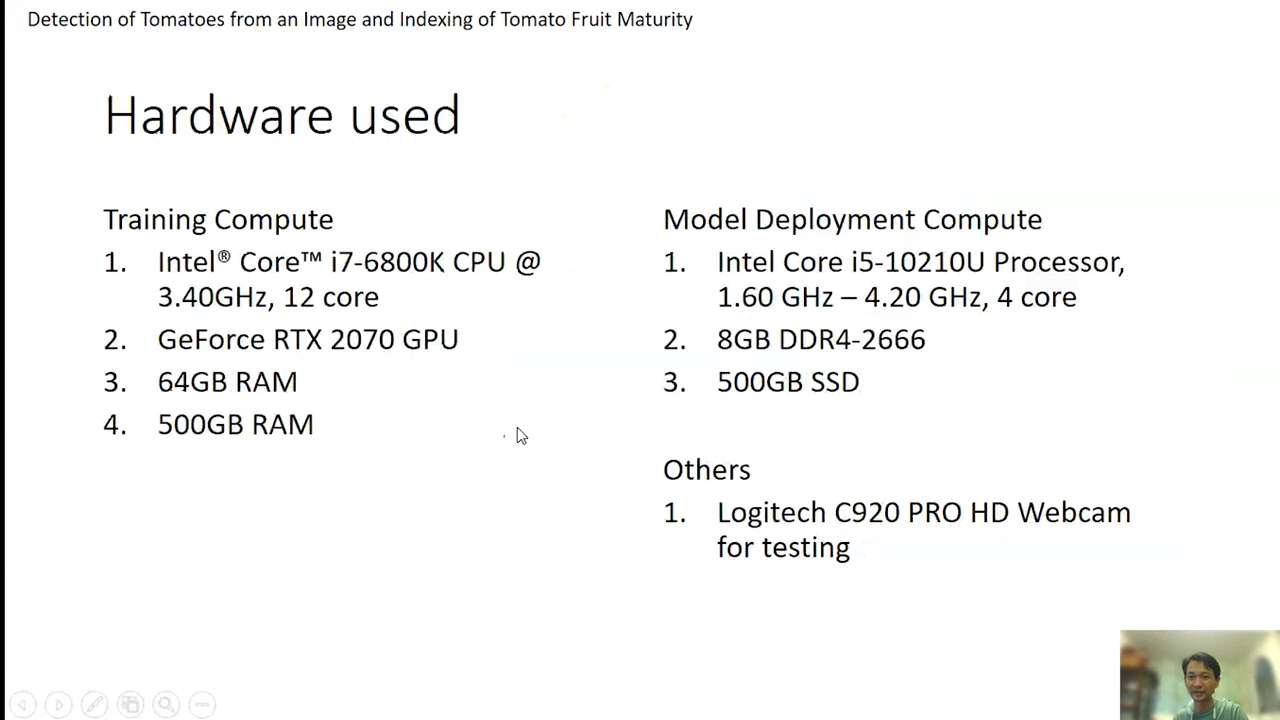 Detection of Tomatoes from an Image and Indexing of Tomato Fruit Maturity
Hardware used
Training Compute
1. Intel® Core™ i7-6800K CPU @
3.40GHz, 12 core
2. GeForce RTX 2070 GPU
3. 64GB RAM
4. 500GB RAM
Model Deployment Compute
1. Intel Core i5-10210U Processor,
1.60 GHz – 4.20 GHz, 4 core
2. 8GB DDR4-2666
3. 500GB SSD
Others
1. Logitech C920 PRO HD Webcam
for testing